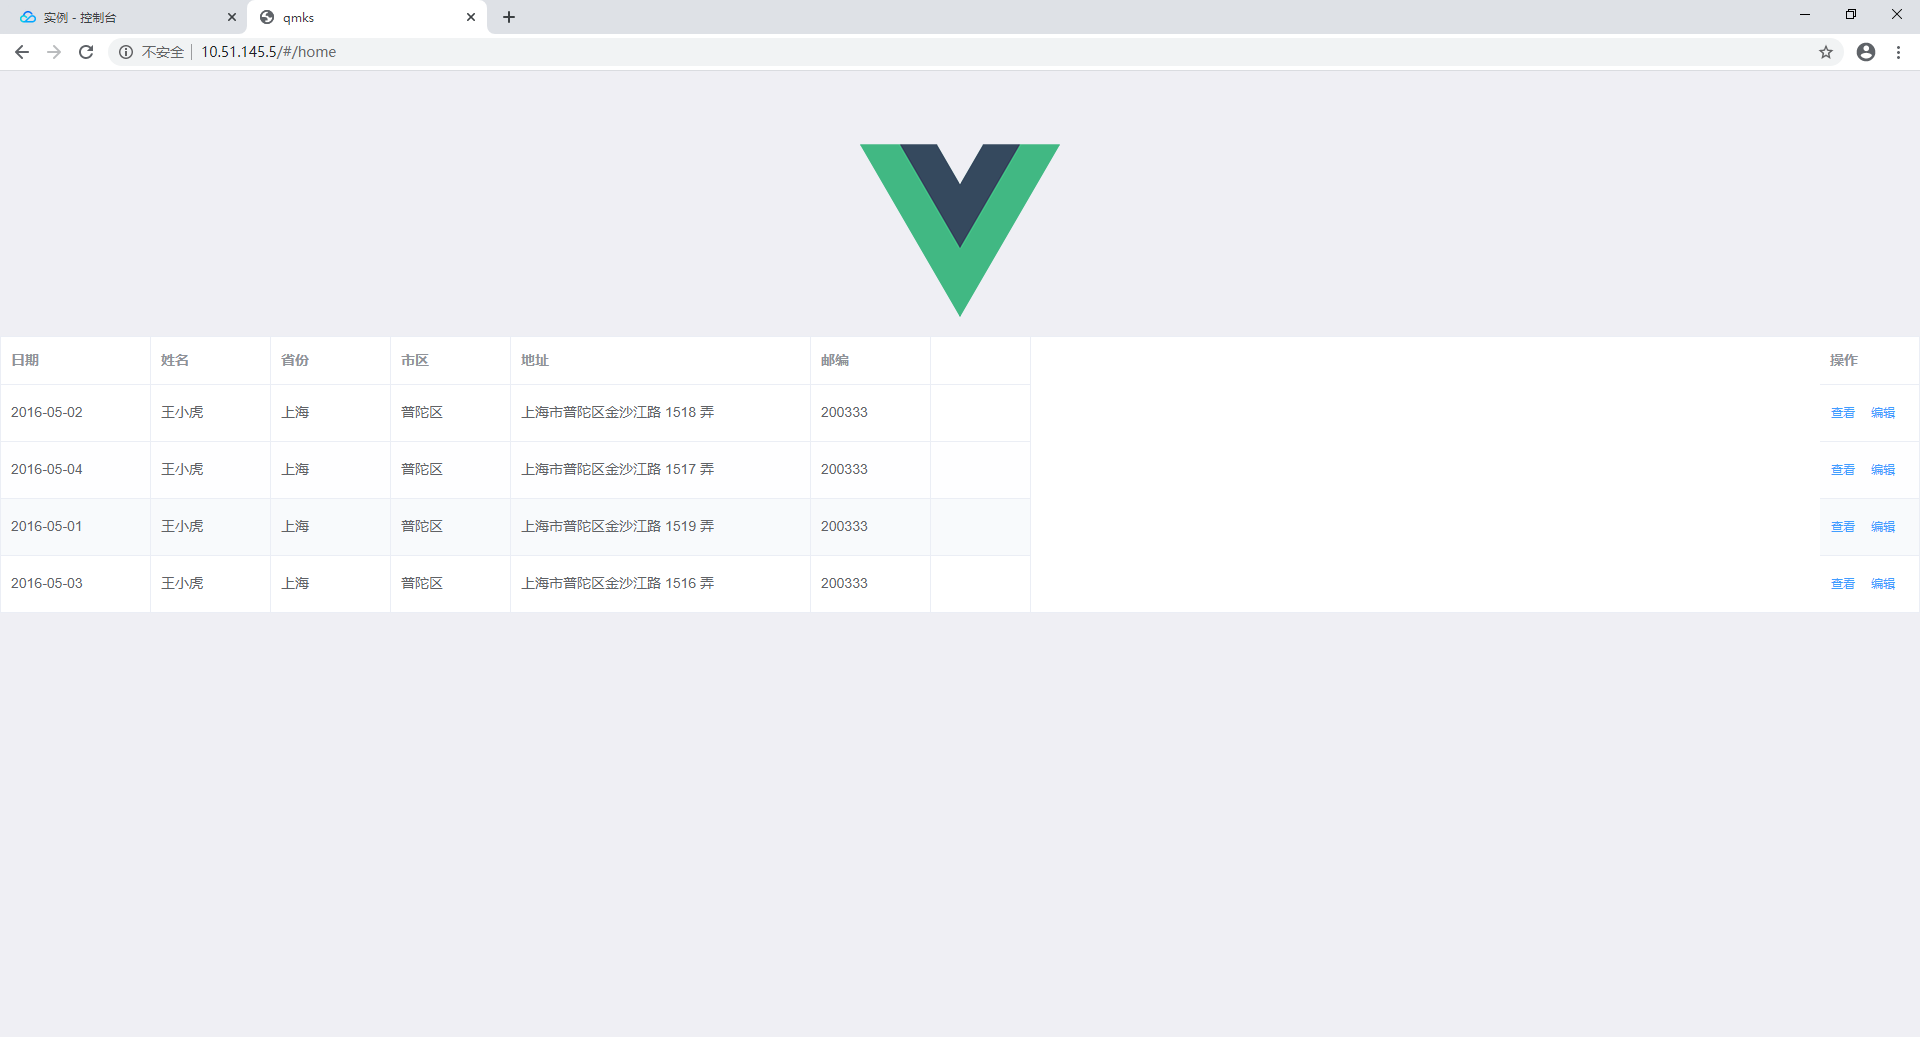 实例 - 控制台
qmks
不安全 10.51.145.5/#/home
日期 姓名 省份 市区 地址 邮编 操作
2016-05-02 王小虎 上海 普陀区 上海市普陀区金沙江路 1518 弄 200333 查看 编辑
2016-05-04 王小虎 上海 普陀区 上海市普陀区金沙江路 1517 弄 200333 查看 编辑
2016-05-01 王小虎 上海 普陀区 上海市普陀区金沙江路 1519 弄 200333 查看 编辑
2016-05-03 王小虎 上海 普陀区 上海市普陀区金沙江路 1516 弄 200333 查看 编辑